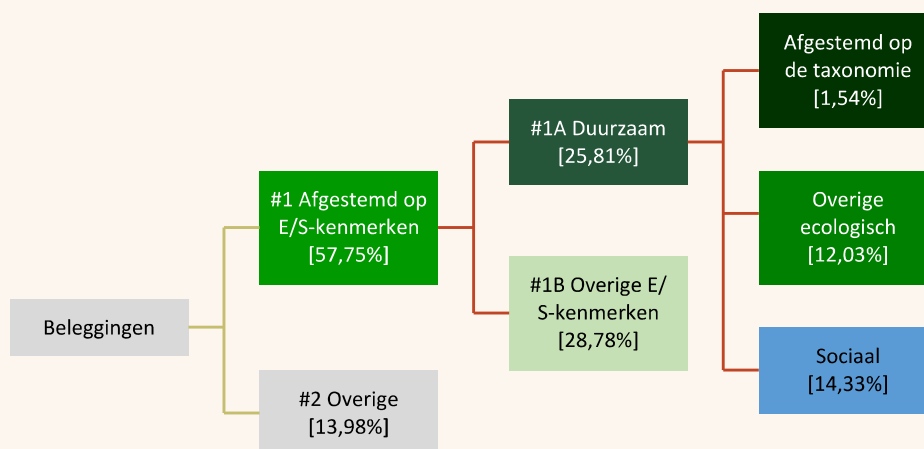 Beleggingen
#1 Afgestemd op
E/S-kenmerken
[57,75%]
#2 Overige
[13,98%]
#1A Duurzaam
[25,81%]
#1B Overige E/
S-kenmerken
[28,78%]
Afgestemd op
de taxonomie
[1,54%]
Overige
ecologisch
[12,03%]
Sociaal
[14,33%]